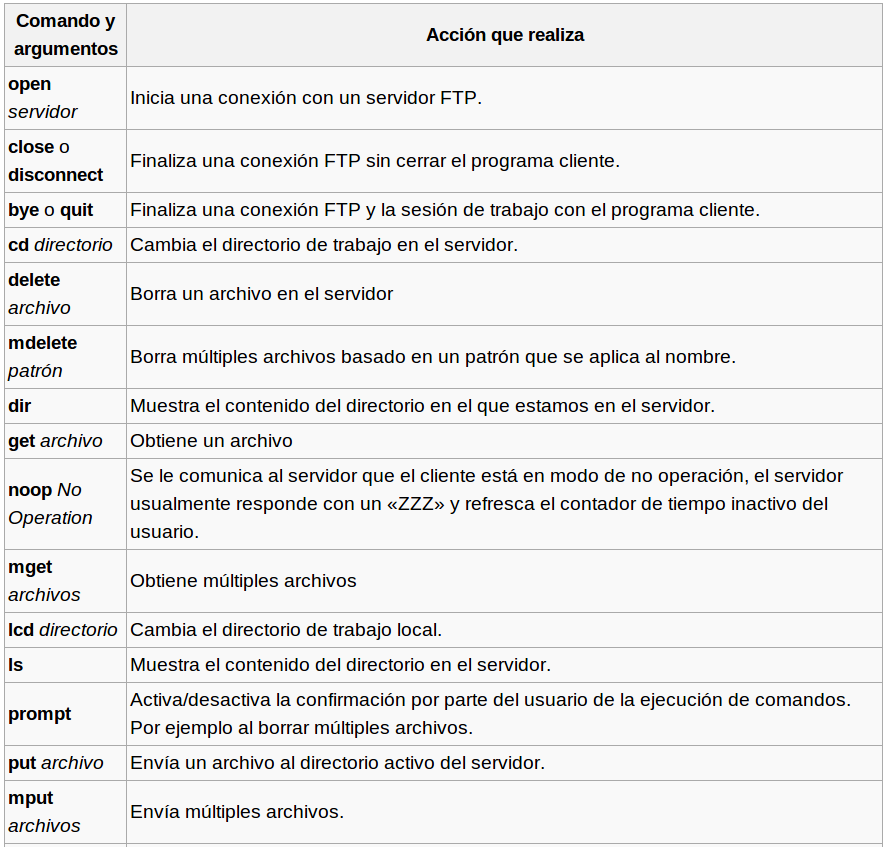 Comando y
argumentos
Acción que realiza
open
servidor
Inicia una conexión con un servidor FTP.
close o
disconnect
Finaliza una conexión FTP sin cerrar el programa cliente.
bye o quit
Finaliza una conexión FTP y la sesión de trabajo con el programa cliente.
cd directorio
Cambia el directorio de trabajo en el servidor.
delete
archivo
Borra un archivo en el servidor
mdelete
patrón
Borra múltiples archivos basado en un patrón que se aplica al nombre.
dir
Muestra el contenido del directorio en el que estamos en el servidor.
get archivo
Obtiene un archivo
noop No
Operation
Se le comunica al servidor que el cliente está en modo de no operación, el servidor
usualmente responde con un «ZZZ» y refresca el contador de tiempo inactivo del
usuario.
mget
archivos
Obtiene múltiples archivos
lcd directorio
Cambia el directorio de trabajo local.
ls
Muestra el contenido del directorio en el servidor.
prompt
Activa/desactiva la confirmación por parte del usuario de la ejecución de comandos.
Por ejemplo al borrar múltiples archivos.
put archivo
Envía un archivo al directorio activo del servidor.
mput
archivos
Envía múltiples archivos.